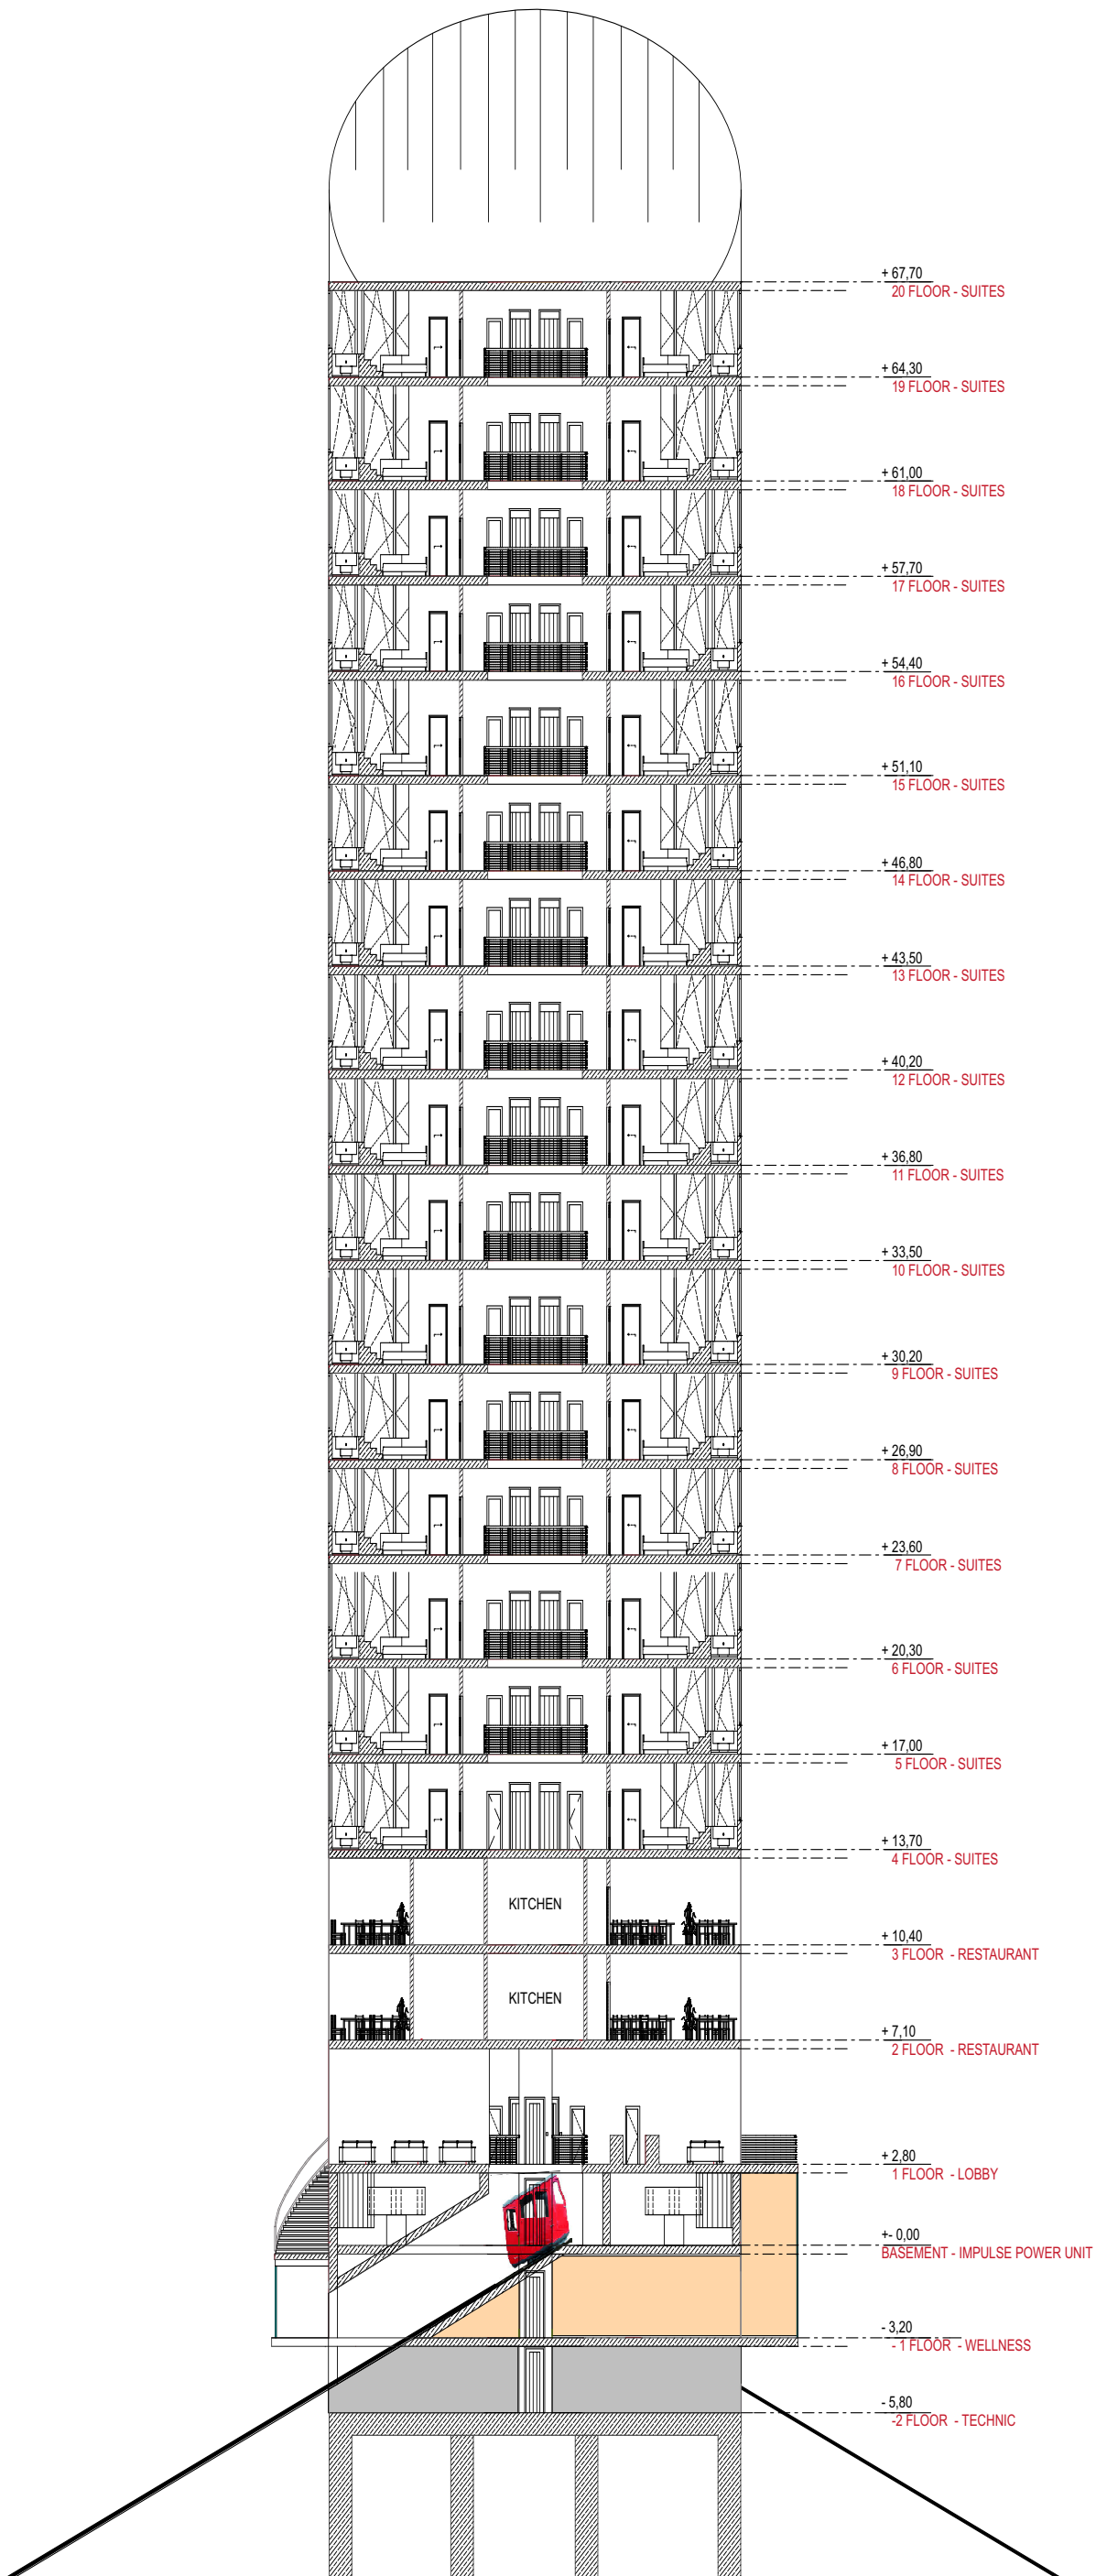 + 67,70
20 FLOOR - SUITES
+ 64,30
19 FLOOR - SUITES
+ 61,00
18 FLOOR - SUITES
+ 57,70
17 FLOOR - SUITES
+ 54,40
16 FLOOR - SUITES
+ 51,10
15 FLOOR - SUITES
+ 46,80
14 FLOOR - SUITES
+ 43,50
13 FLOOR - SUITES
+ 40,20
12 FLOOR - SUITES
+ 36,80
11 FLOOR - SUITES
+ 33,50
10 FLOOR - SUITES
+ 30,20
9 FLOOR - SUITES
+ 26,90
8 FLOOR - SUITES
+ 23,60
7 FLOOR - SUITES
+ 20,30
6 FLOOR - SUITES
+ 17,00
5 FLOOR - SUITES
+ 13,70
4 FLOOR - SUITES
KITCHEN
+ 10,40
3 FLOOR - RESTAURANT
KITCHEN
+ 7,10
2 FLOOR - RESTAURANT
+ 2,80
1 FLOOR - LOBBY
+- 0,00
BASEMENT - IMPULSE POWER UNIT
- 3,20
- 1 FLOOR - WELLNESS
- 5,80
-2 FLOOR - TECHNIC